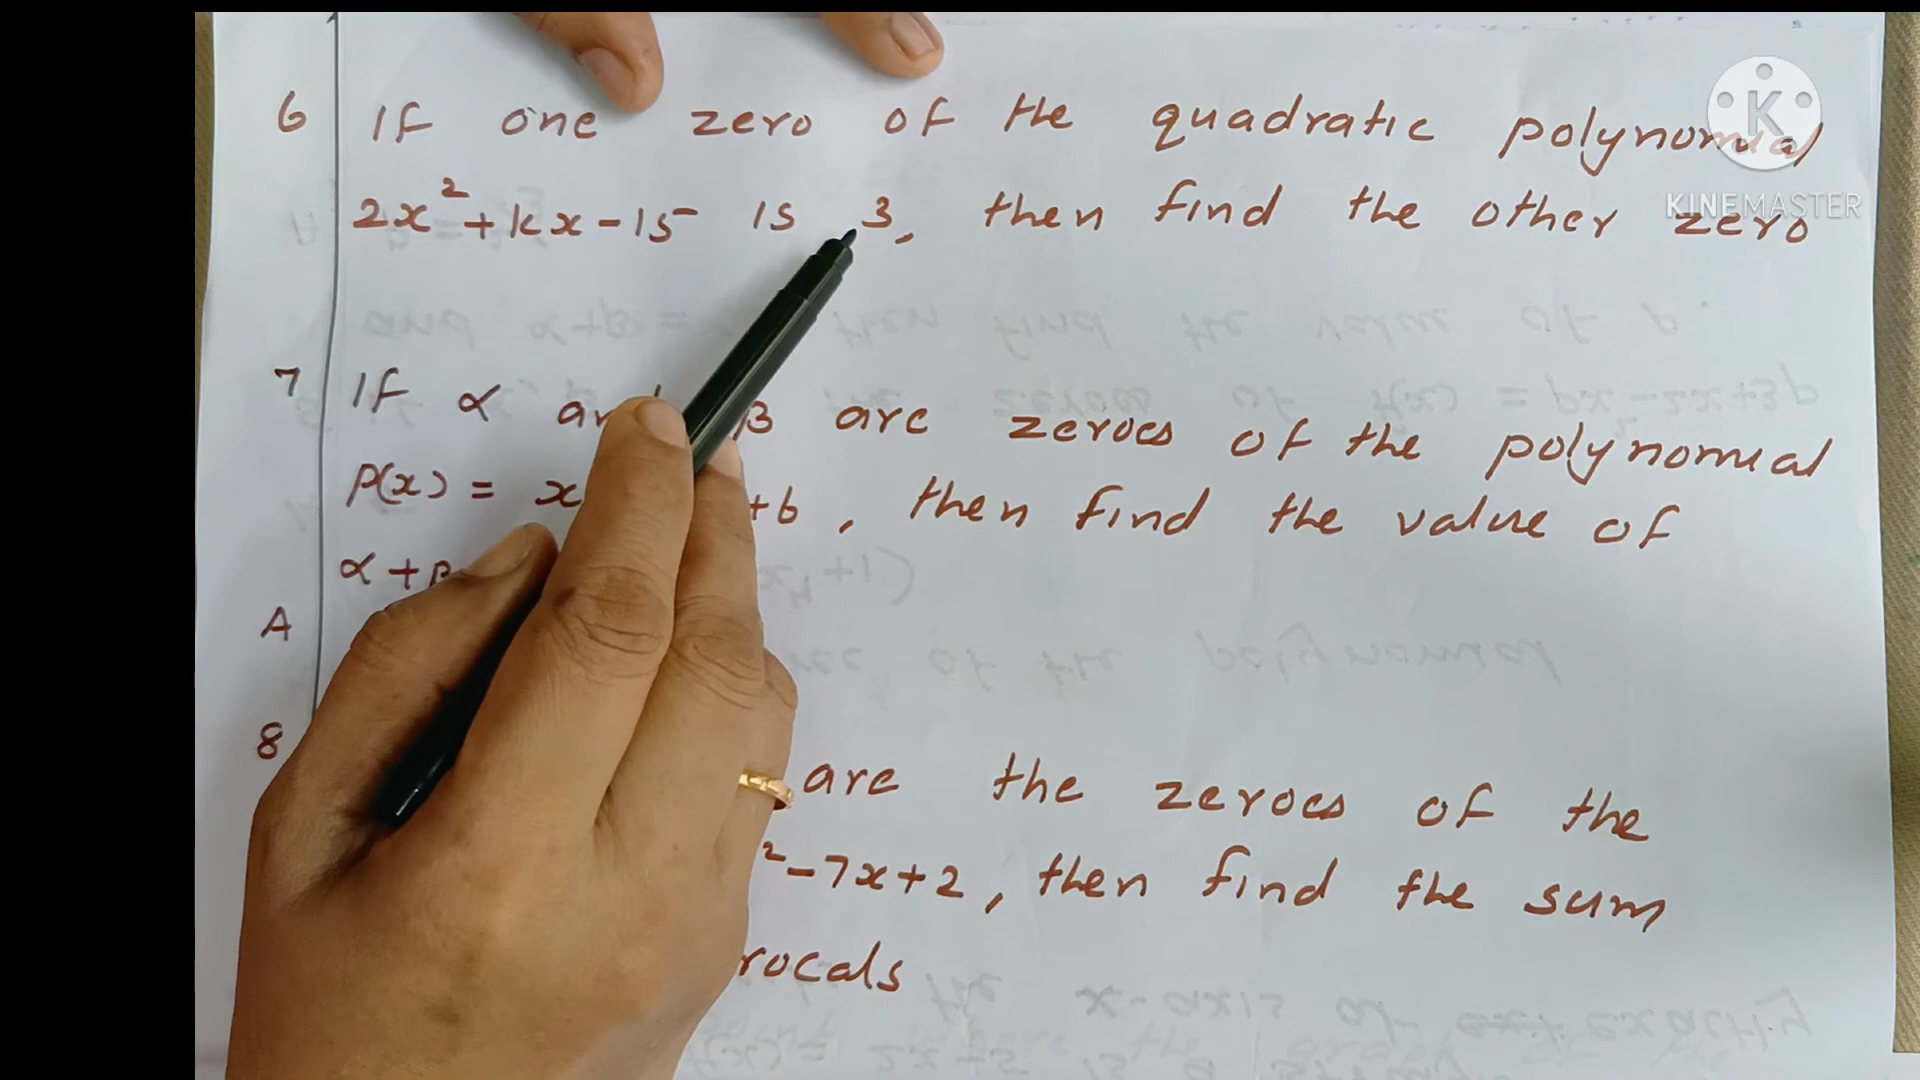 6 If one zero of the quadratic polynomial
2x²+kx-15 is 3, then find the other zero
7 If α and β are zeroes of the polynomial
P(x) = x +6, then find the value of
α+β
A
8 are the zeroes of the
²-7x+2, then find the sum
rocals
K
KINEMASTER